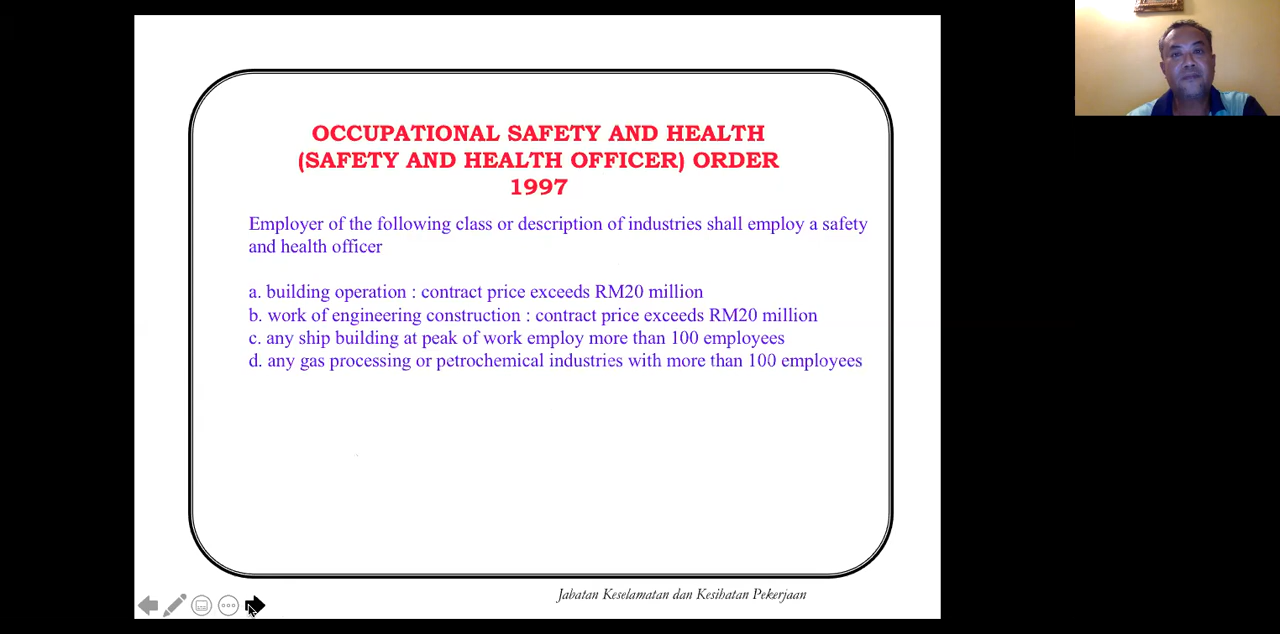 OCCUPATIONAL SAFETY AND HEALTH
(SAFETY AND HEALTH OFFICER) ORDER
1997
Employer of the following class or description of industries shall employ a safety
and health officer
a. building operation : contract price exceeds RM20 million
b. work of engineering construction : contract price exceeds RM20 million
c. any ship building at peak of work employ more than 100 employees
d. any gas processing or petrochemical industries with more than 100 employees
Jabatan Keselamatan dan Kesihatan Pekerjaan